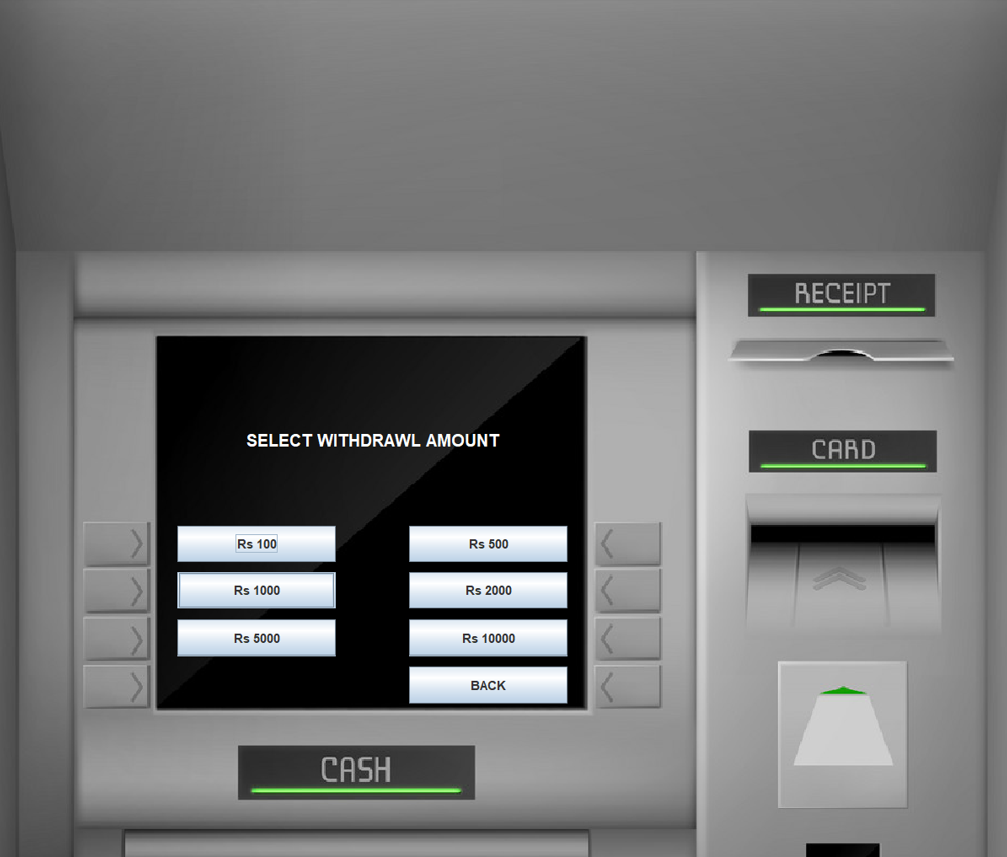 RECEIPT
CARD
SELECT WITHDRAWL AMOUNT
Rs 100
Rs 500
Rs 1000
Rs 2000
Rs 5000
Rs 10000
BACK
CASH